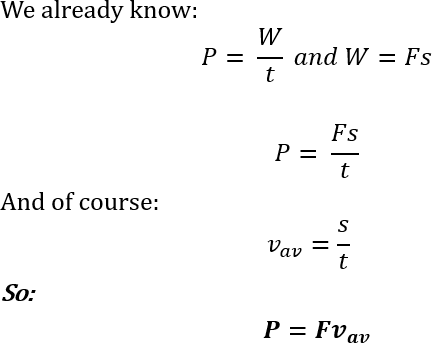 We already know:
P = W/t and W = Fs
P = Fs/t
And of course:
v_av = s/t
So:
P = Fv_av